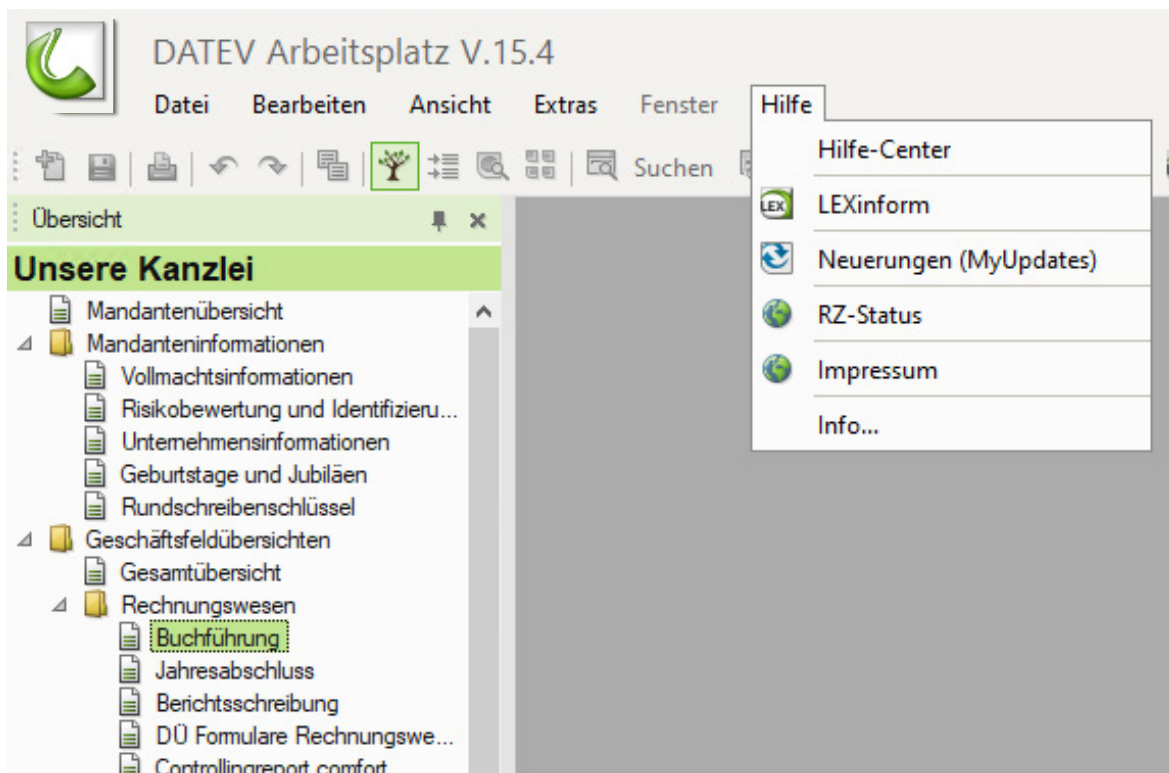 DATEV Arbeitsplatz V.15.4
Datei Bearbeiten Ansicht Extras Fenster Hilfe
Suchen
Hilfe-Center
LEX LEXinform
Neuerungen (MyUpdates)
RZ-Status
Impressum
Info...
Übersicht
Unsere Kanzlei
Mandantenübersicht
Mandanteninformationen
Vollmachtsinformationen
Risikobewertung und Identifizieru...
Unternehmensinformationen
Geburtstage und Jubiläen
Rundschreibenschlüssel
Geschäftsfeldübersichten
Gesamtübersicht
Rechnungswesen
Buchführung
Jahresabschluss
Berichtsschreibung
DÜ Formulare Rechnungswe...
Controllingreport comfort